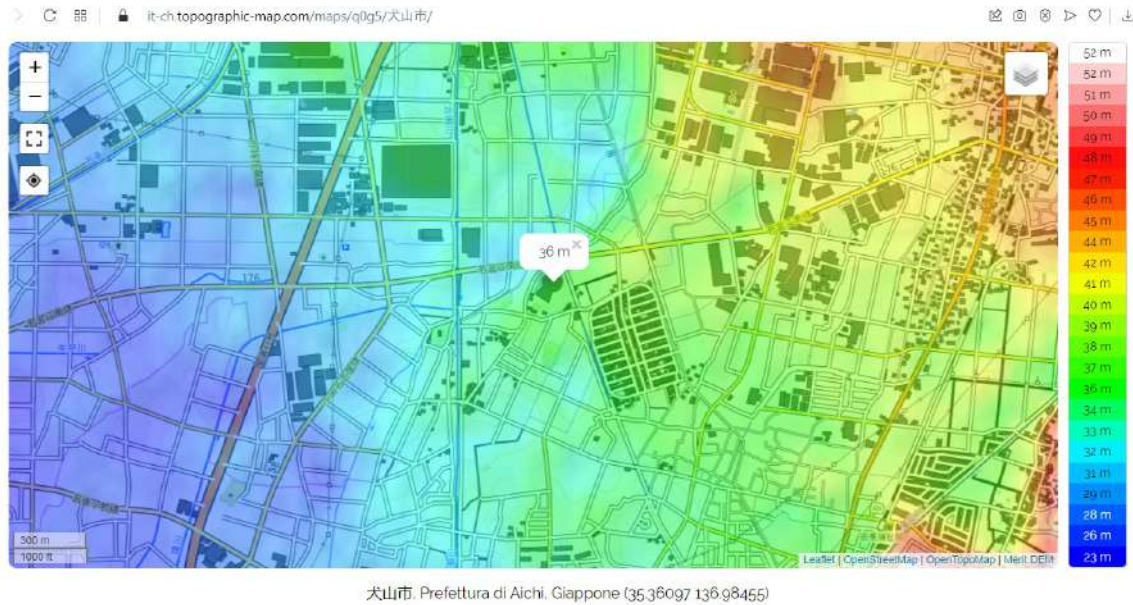 it-ch.topographic-map.com/maps/q0g5/犬山市/
+
−
36 m ×
176
300 m
1000 ft
Leaflet | OpenStreetMap | OpenTopoMap | Merit DEM
52 m
52 m
51 m
50 m
49 m
48 m
47 m
46 m
45 m
44 m
42 m
41 m
40 m
39 m
38 m
37 m
36 m
34 m
33 m
32 m
31 m
29 m
28 m
26 m
23 m
犬山市, Prefettura di Aichi, Giappone (35.36097 136.98455)